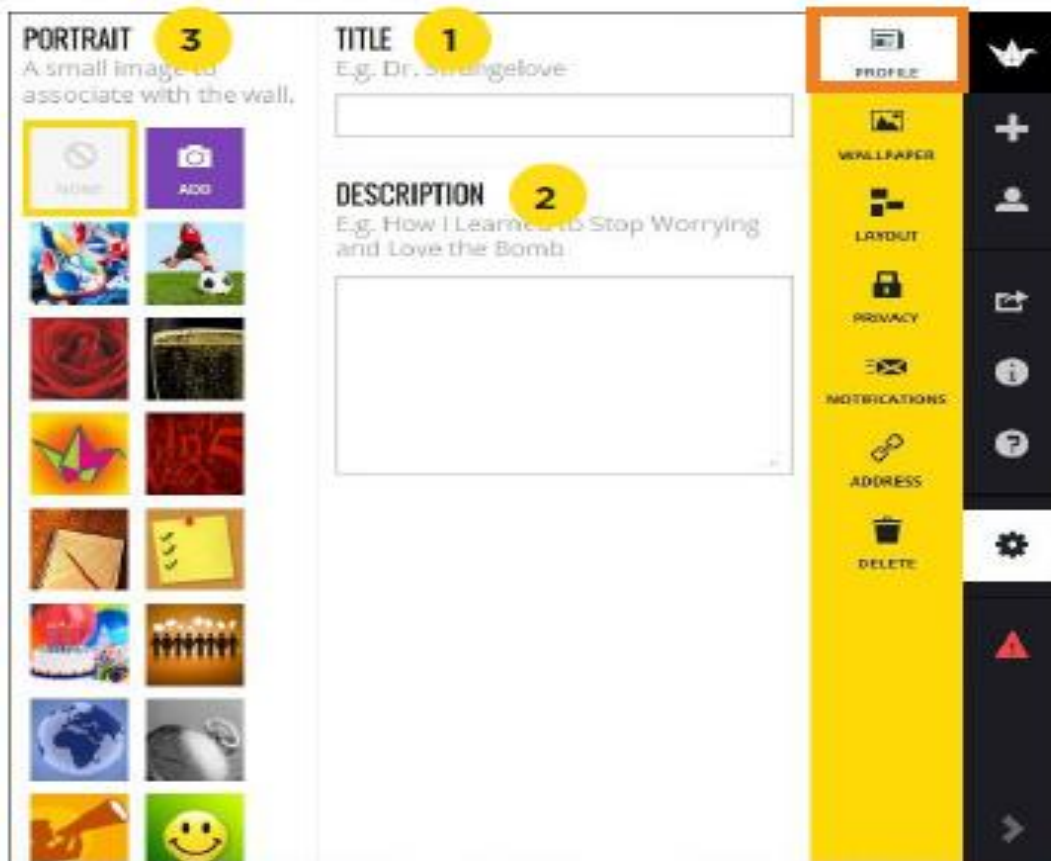 PORTRAIT 3
A small image to
associate with the wall.
NONE
ADD
TITLE 1
E.g. Dr. Strangelove
DESCRIPTION 2
E.g. How I Learned to Stop Worrying
and Love the Bomb
PROFILE
WALLPAPER
LAYOUT
PRIVACY
NOTIFICATIONS
ADDRESS
DELETE